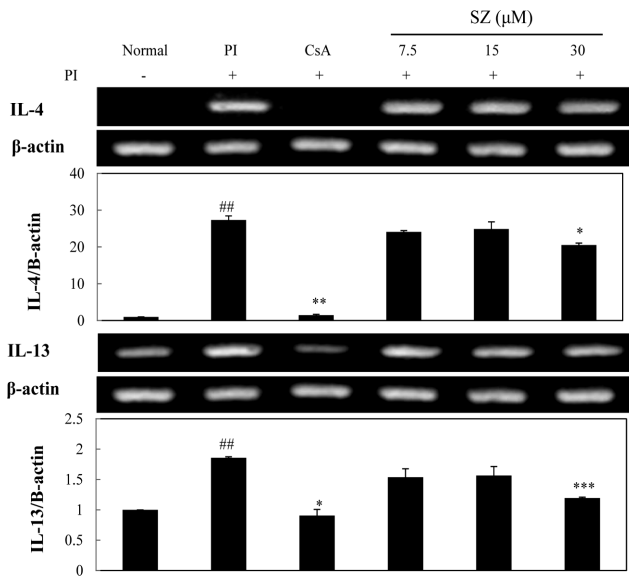 SZ (μM)
Normal PI CsA 7.5 15 30
PI - + + + + +
IL-4
β-actin
IL-4/B-actin
40
30
20
10
0
##
**
*
IL-13
β-actin
IL-13/B-actin
2.5
2
1.5
1
0.5
0
##
*
***